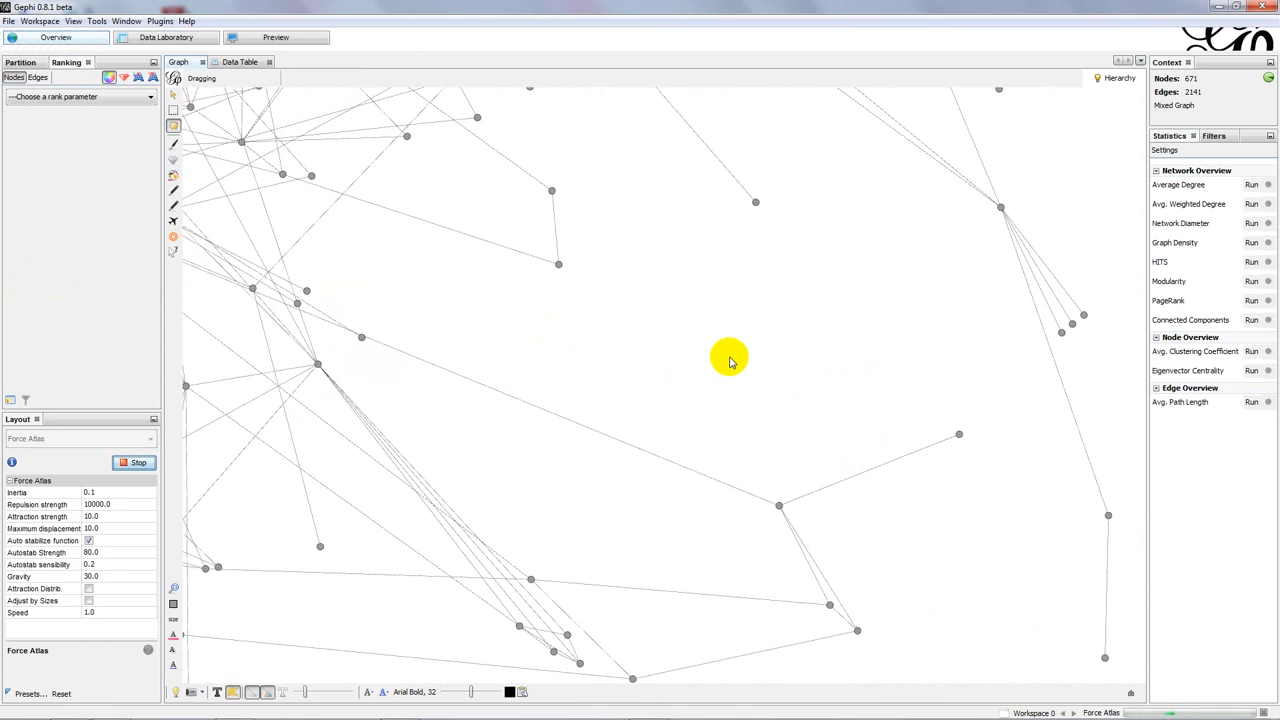 Gephi 0.8.1 beta
File Workspace View Tools Window Plugins Help
Overview Data Laboratory Preview
Partition Ranking
Nodes Edges
---Choose a rank parameter
Layout
Force Atlas
Stop
Force Atlas
Inertia 0.1
Repulsion strength 10000.0
Attraction strength 10.0
Maximum displacement 10.0
Auto stabilize function
Autostab Strength 80.0
Autostab sensibility 0.2
Gravity 30.0
Attraction Distrib.
Adjust by Sizes
Speed 1.0
Force Atlas
Presets... Reset
Graph Data Table
Dragging
Hierarchy
size
Arial Bold, 32
Context
Nodes: 671
Edges: 2141
Mixed Graph
Statistics Filters
Settings
Network Overview
Average Degree Run
Avg. Weighted Degree Run
Network Diameter Run
Graph Density Run
HITS Run
Modularity Run
PageRank Run
Connected Components Run
Node Overview
Avg. Clustering Coefficient Run
Eigenvector Centrality Run
Edge Overview
Avg. Path Length Run
Workspace 0 Force Atlas